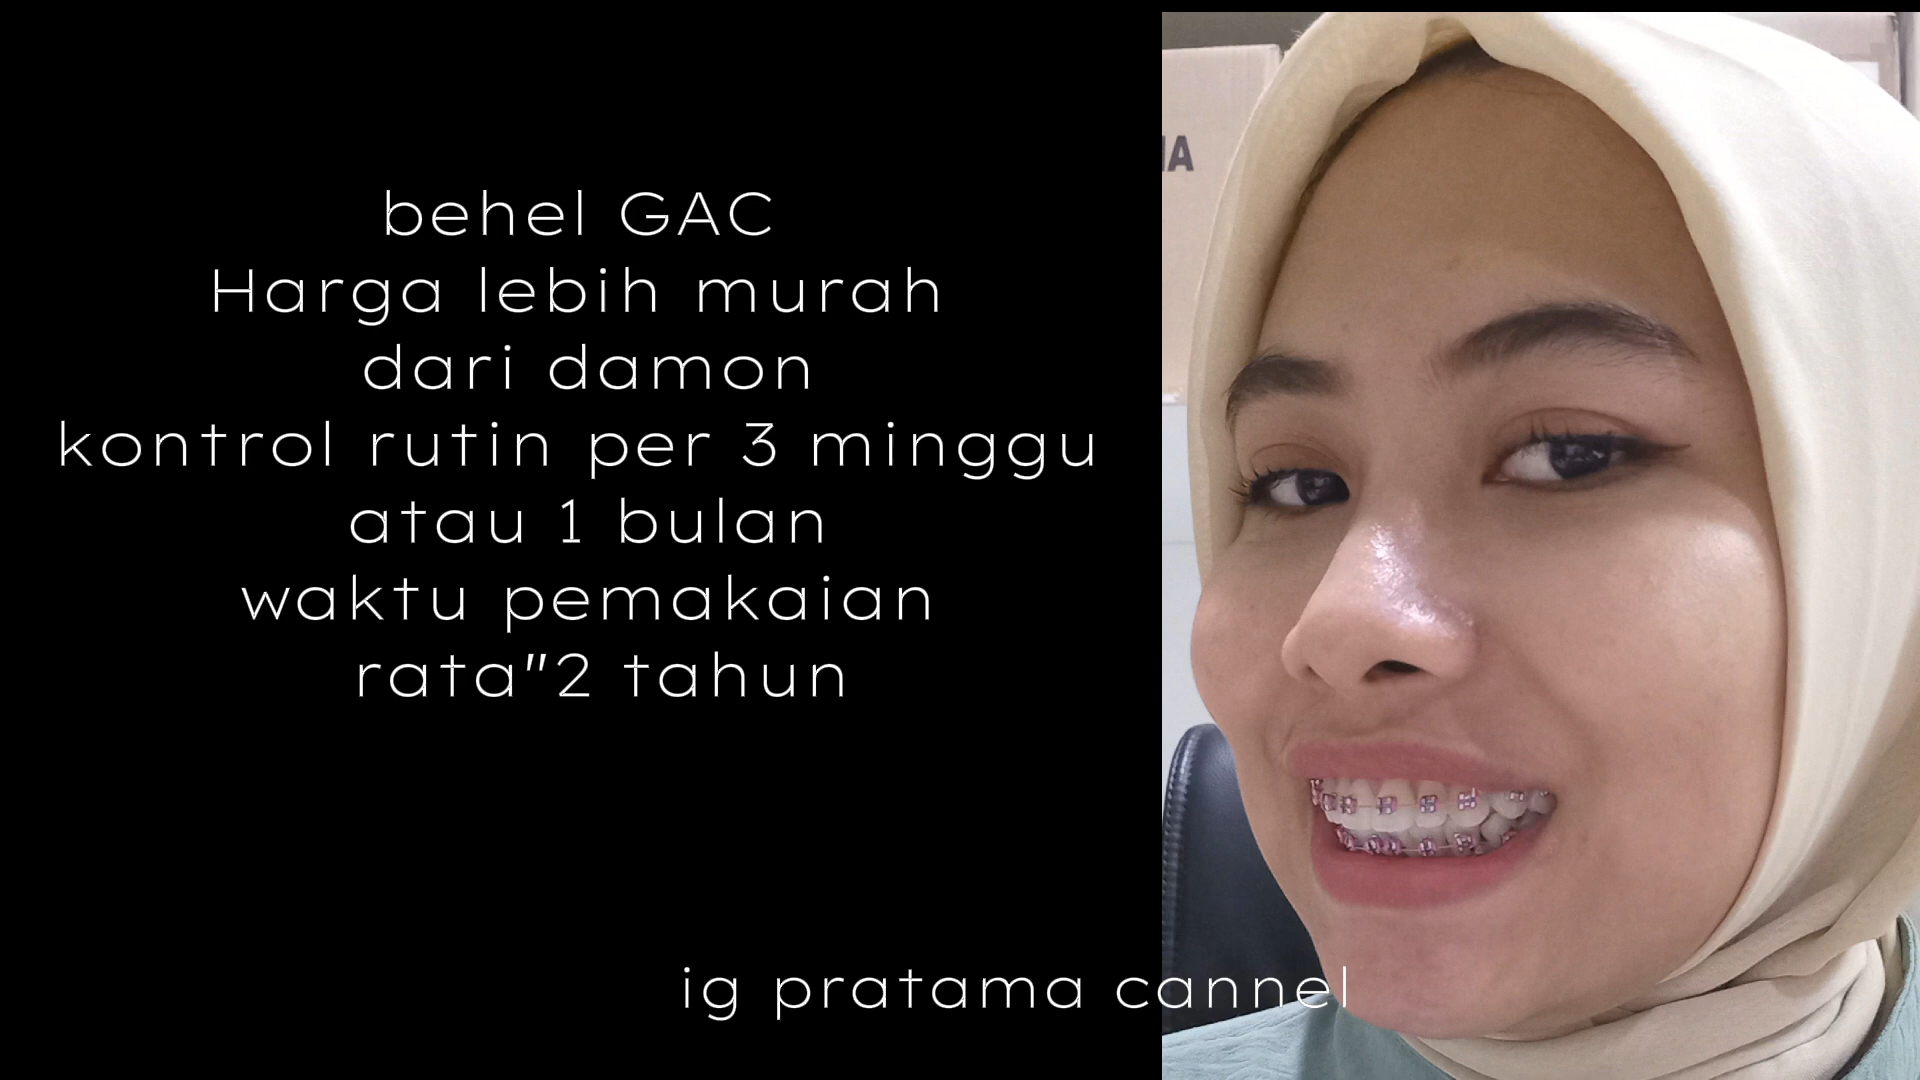 behel GAC
Harga lebih murah
dari damon
kontrol rutin per 3 minggu
atau 1 bulan
waktu pemakaian
rata"2 tahun
IA
ig pratama cannel